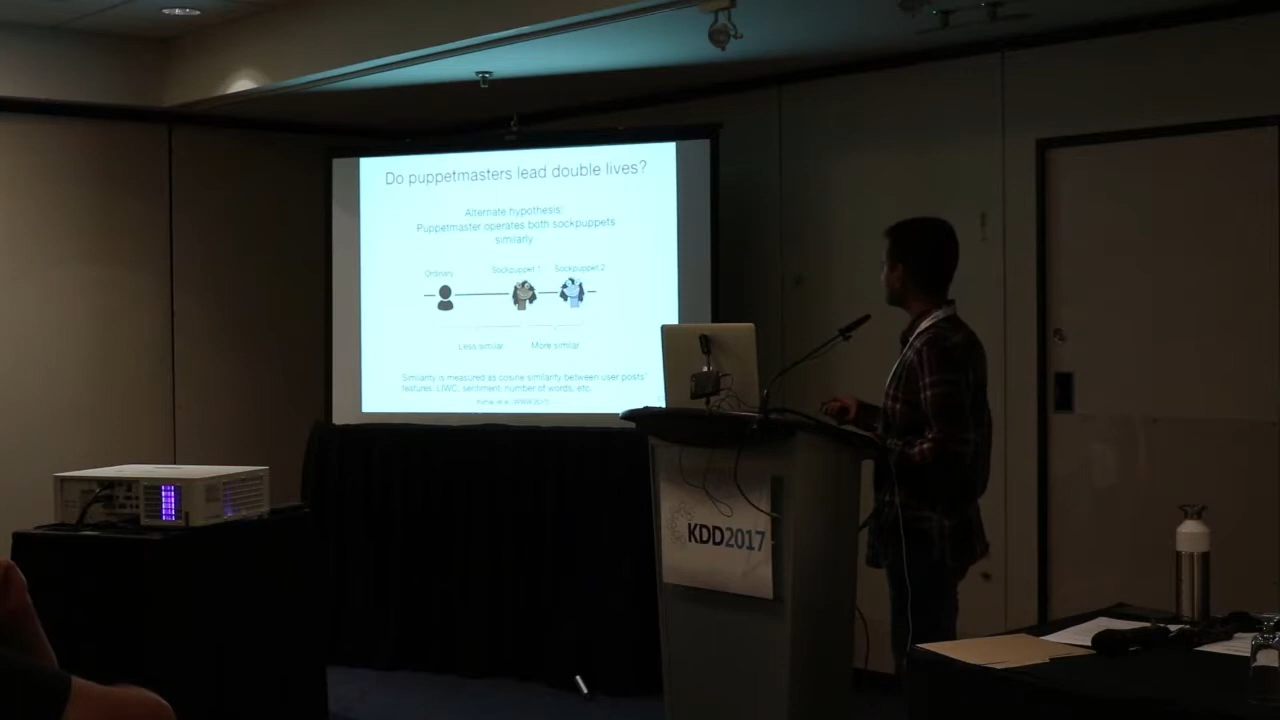 Do puppetmasters lead double lives?
Alternate hypothesis:
Puppetmaster operates both sockpuppets
similarly
Ordinary
Sockpuppet 1
Sockpuppet 2
Less similar
More similar
Similarity is measured as cosine similarity between user posts'
features: LIWC, sentiment, number of words, etc.
KDD2017